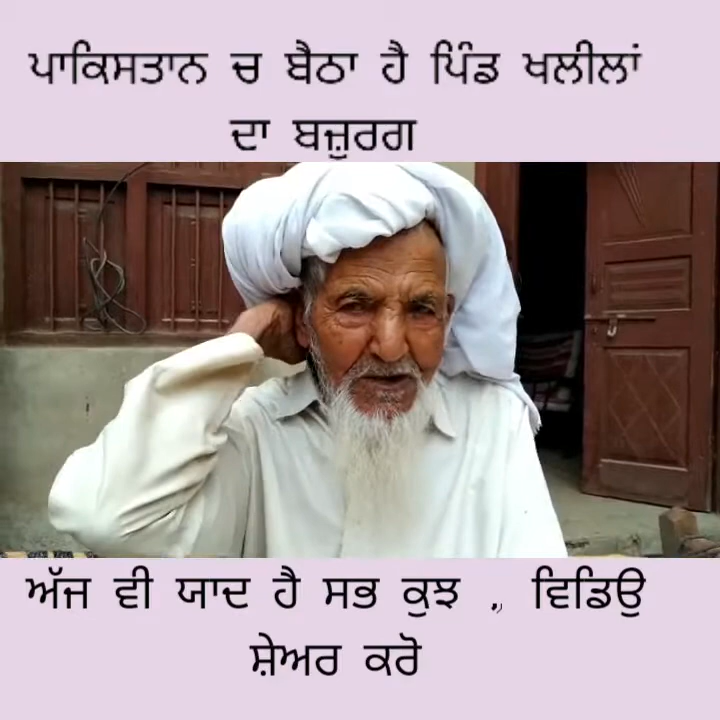 ਪਾਕਿਸਤਾਨ ਚ ਬੈਠਾ ਹੈ ਪਿੰਡ ਖਲੀਲਾਂ
ਦਾ ਬਜ਼ੁਰਗ
ਅੱਜ ਵੀ ਯਾਦ ਹੈ ਸਭ ਕੁਝ ,, ਵਿਡਿਉ
ਸ਼ੇਅਰ ਕਰੋ